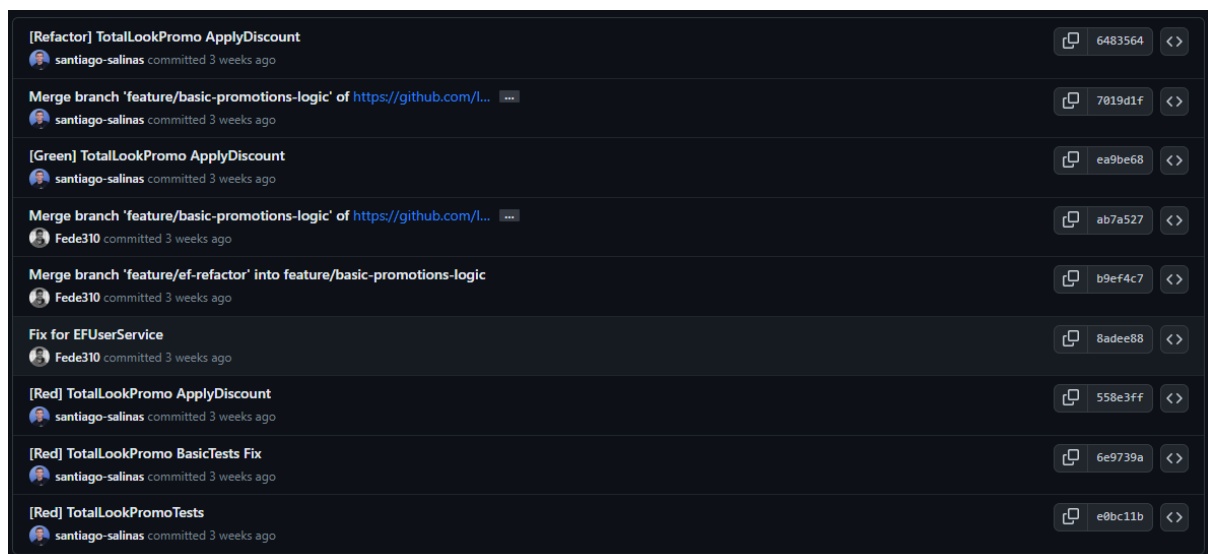 [Refactor] TotalLookPromo ApplyDiscount
santiago-salinas committed 3 weeks ago
6483564
Merge branch 'feature/basic-promotions-logic' of https://github.com/l... ...
santiago-salinas committed 3 weeks ago
7019d1f
[Green] TotalLookPromo ApplyDiscount
santiago-salinas committed 3 weeks ago
ea9be68
Merge branch 'feature/basic-promotions-logic' of https://github.com/l... ...
Fede310 committed 3 weeks ago
ab7a527
Merge branch 'feature/ef-refactor' into feature/basic-promotions-logic
Fede310 committed 3 weeks ago
b9ef4c7
Fix for EFUserService
Fede310 committed 3 weeks ago
8adee88
[Red] TotalLookPromo ApplyDiscount
santiago-salinas committed 3 weeks ago
558e3ff
[Red] TotalLookPromo BasicTests Fix
santiago-salinas committed 3 weeks ago
6e9739a
[Red] TotalLookPromoTests
santiago-salinas committed 3 weeks ago
e0bc11b